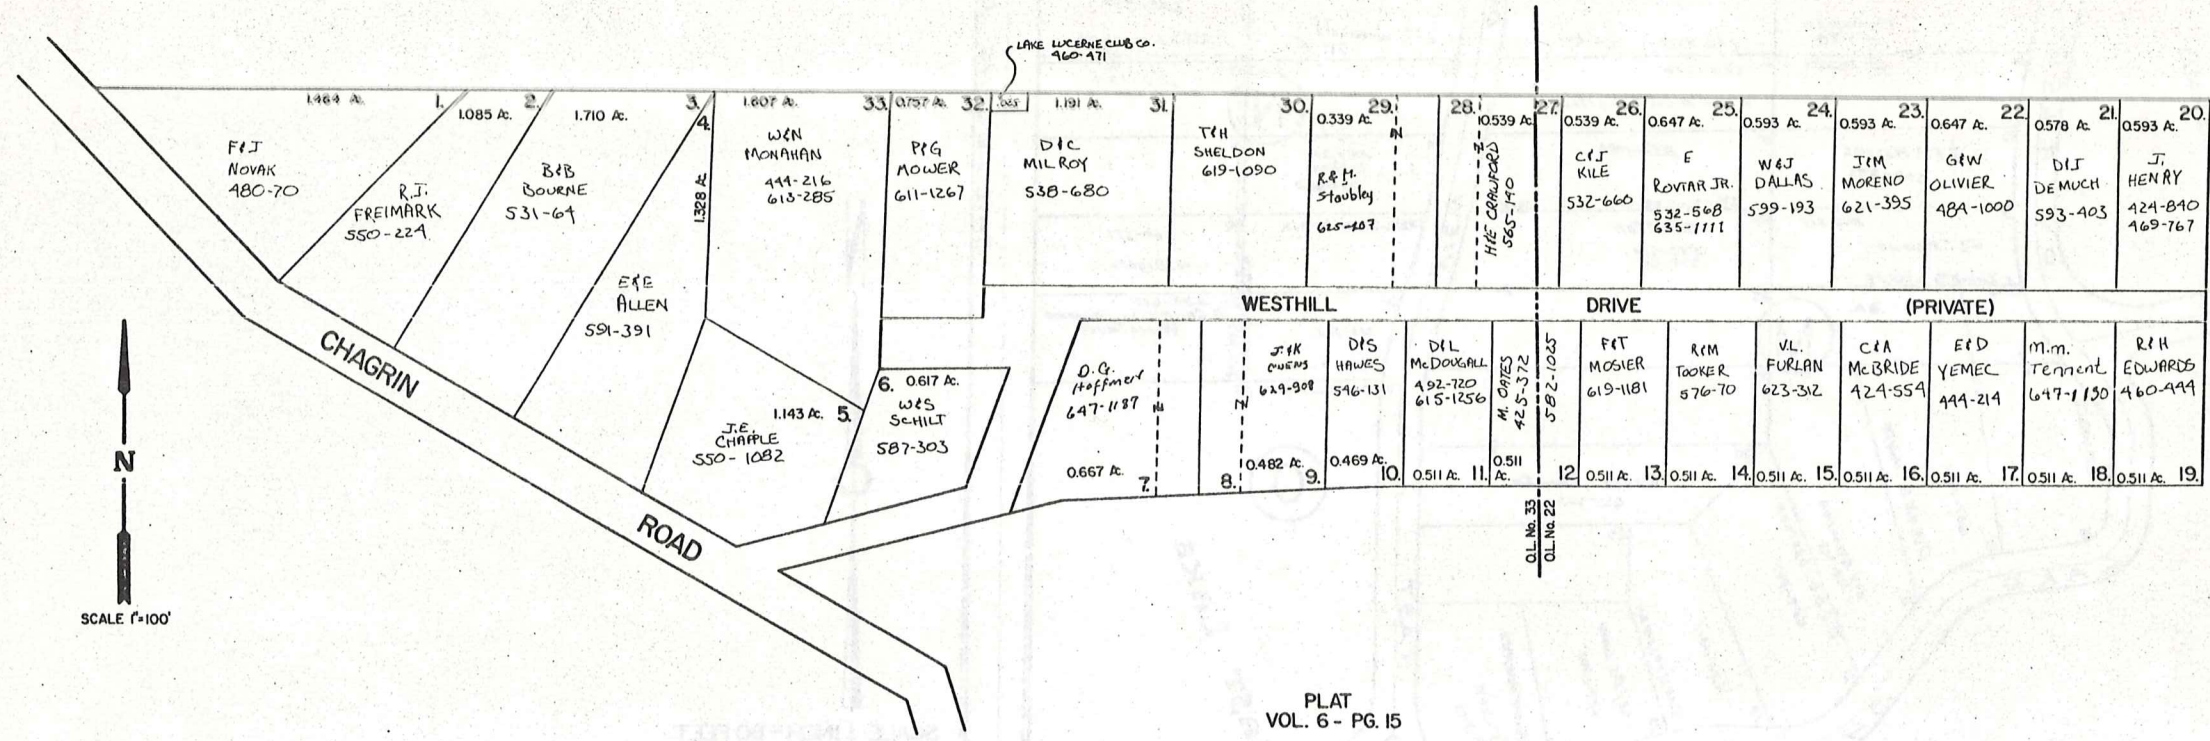 LAKE LUCERNE CLUB CO.
460-471
1.464 Ac.
1.
1.085 Ac.
2.
1.710 Ac.
3.
4.
1.607 Ac.
33.
0.757 Ac.
32.
.025
1.191 Ac.
31.
30.
0.339 Ac.
29.
28.
0.539 Ac.
27.
0.539 Ac.
26.
0.647 Ac.
25.
0.593 Ac.
24.
0.593 Ac.
23.
0.647 Ac.
22.
0.578 Ac.
21.
0.593 Ac.
20.
F&J
NOVAK
480-70
R.J.
FREIMARK
550-224
B&B
BOURNE
531-64
E&E
ALLEN
591-391
1.328 Ac.
W&N
MONAHAN
444-216
613-285
P&G
MOWER
611-1267
D&C
MILROY
538-680
T&H
SHELDON
619-1090
R.& M.
Staubley
H&E CRAWFORD
565-190
C&J
KILE
532-660
E
ROVTAR JR.
532-568
635-1111
W&J
DALLAS
599-193
J&M
MORENO
621-395
G&W
OLIVIER
484-1000
D&J
DEMUCH
593-403
J.
HENRY
424-840
469-767
WESTHILL DRIVE (PRIVATE)
CHAGRIN
ROAD
J.E.
CHAPPLE
550-1082
1.143 Ac.
5.
6.
0.617 Ac.
W&S
SCHILT
587-303
D.G.
Hoffmert
647-1187
0.667 Ac.
7.
8.
J.&K
OWENS
629-908
0.482 Ac.
9.
D&S
HAWES
546-131
0.469 Ac.
10.
D&L
McDOUGALL
492-720
615-1256
0.511 Ac.
11.
M. OATES
425-372
582-1025
0.511
Ac.
12.
F&T
MOSIER
619-1181
0.511 Ac.
13.
R&M
TOOKER
576-70
0.511 Ac.
14.
V.L.
FURLAN
623-312
0.511 Ac.
15.
C&A
McBRIDE
424-554
0.511 Ac.
16.
E&D
YEMEC
444-214
0.511 Ac.
17.
M.M.
Tennent
647-1130
0.511 Ac.
18.
R&H
EDWARDS
460-444
0.511 Ac.
19.
O.L. No. 33
O.L. No. 22
N
SCALE 1"=100'
PLAT
VOL. 6 - PG. 15